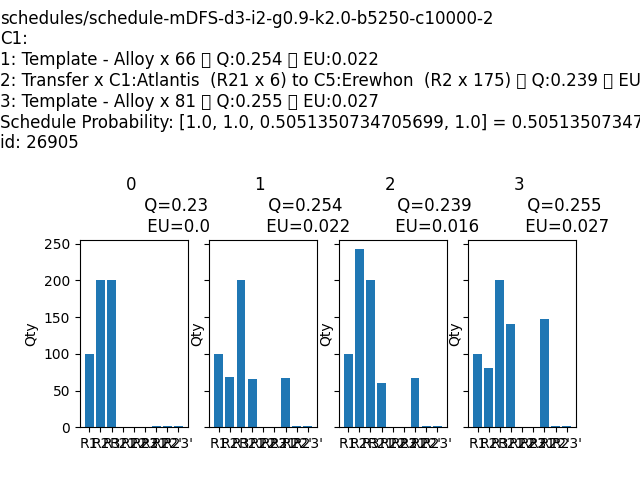 schedules/schedule-mDFS-d3-i2-g0.9-k2.0-b5250-c10000-2
C1:
1: Template - Alloy x 66 ▯ Q:0.254 ▯ EU:0.022
2: Transfer x C1:Atlantis  (R21 x 6) to C5:Erewhon  (R2 x 175) ▯ Q:0.239 ▯ EU
3: Template - Alloy x 81 ▯ Q:0.255 ▯ EU:0.027
Schedule Probability: [1.0, 1.0, 0.5051350734705699, 1.0] = 0.50513507347
id: 26905
0 1 2 3
Q=0.23 Q=0.254 Q=0.239 Q=0.255
EU=0.0 EU=0.022 EU=0.016 EU=0.027
250
200
150
100
50
0
Qty Qty Qty Qty
R1 R1 R1 R1